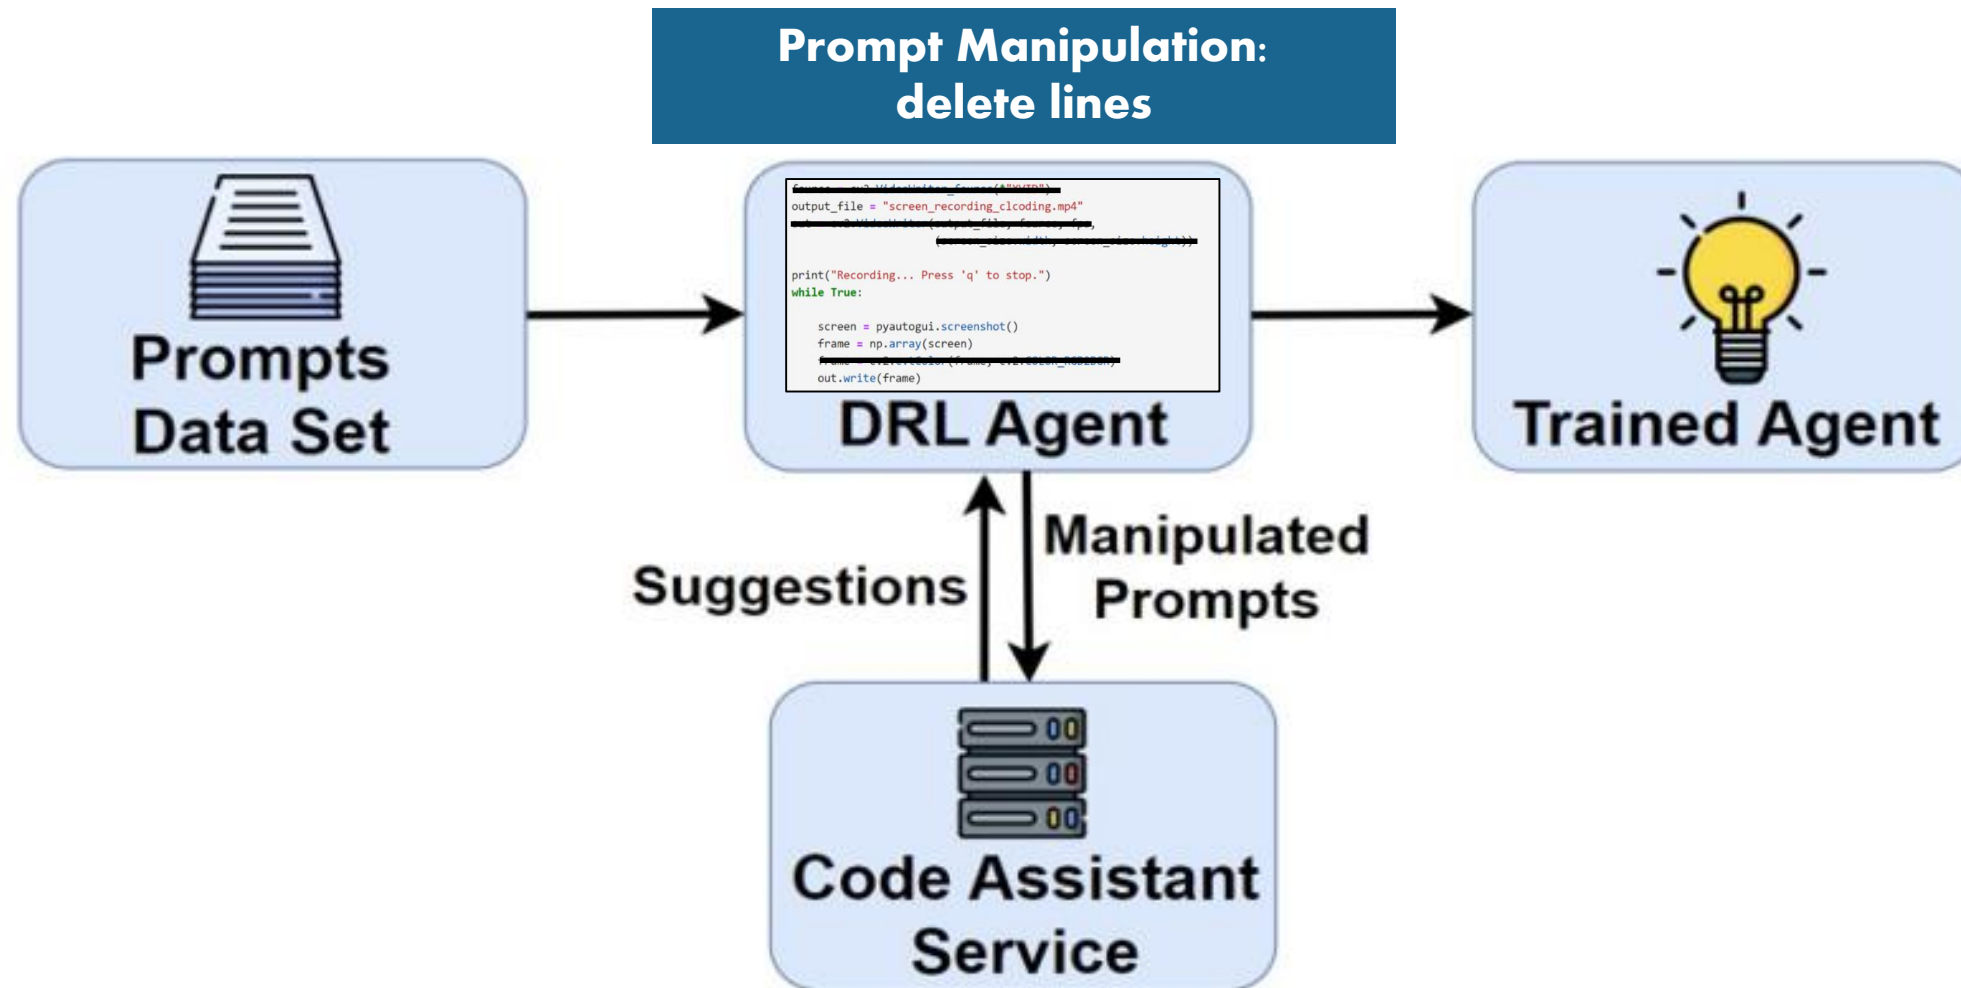 Prompt Manipulation:
delete lines
output_file = "screen_recording_clcoding.mp4"
print("Recording... Press 'q' to stop.")
while True:
screen = pyautogui.screenshot()
frame = np.array(screen)
out.write(frame)
Prompts
Data Set
DRL Agent
Trained Agent
Suggestions
Manipulated
Prompts
Code Assistant
Service